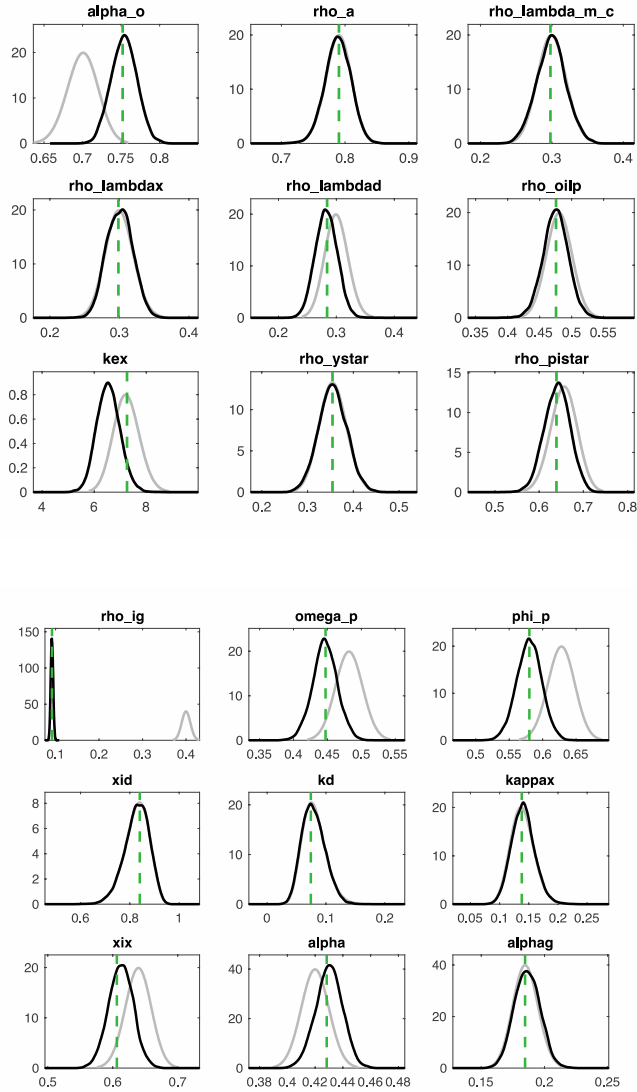 alpha_o rho_a rho_lambda_m_c
20 20 20
10 10 10
0 0 0
0.65 0.7 0.75 0.8 0.7 0.8 0.9 0.2 0.3 0.4
rho_lambdax rho_lambdad rho_oilp
20 20 20
10 10 10
0 0 0
0.2 0.3 0.4 0.2 0.3 0.4 0.35 0.4 0.45 0.5 0.55
kex rho_ystar rho_pistar
0.8 10 15
0.6 10
0.4 5 5
0.2
0 0 0
4 6 8 0.2 0.3 0.4 0.5 0.5 0.6 0.7 0.8
rho_ig omega_p phi_p
150 20 20
100
50 10 10
0 0 0
0.1 0.2 0.3 0.4 0.35 0.4 0.45 0.5 0.55 0.5 0.55 0.6 0.65
xid kd kappax
8 20 20
6
4 10 10
2
0 0 0
0.6 0.8 1 0 0.1 0.2 0.05 0.1 0.15 0.2 0.25
xix alpha alphag
20 40 40
10 20 20
0 0 0
0.5 0.6 0.7 0.38 0.4 0.42 0.44 0.46 0.48 0.15 0.2 0.25